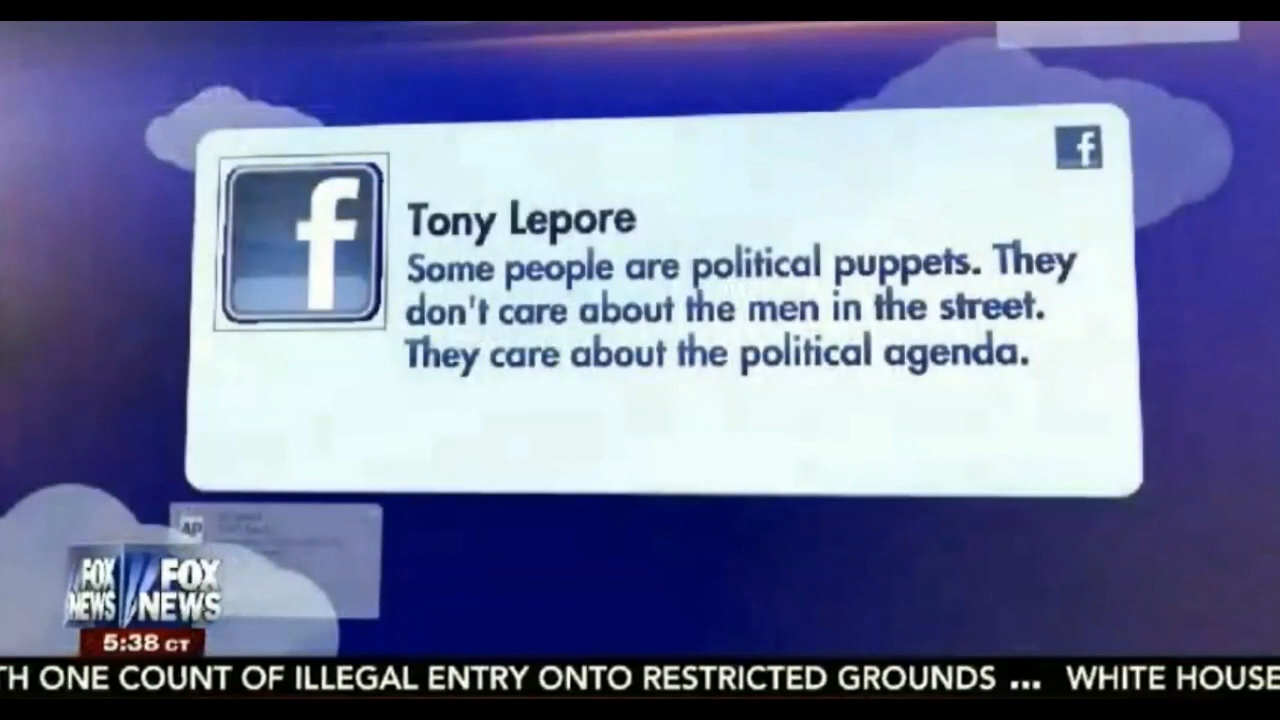 f
f
Tony Lepore
Some people are political puppets. They
don't care about the men in the street.
They care about the political agenda.
AP
FOX NEWS
FOX NEWS
5:38 CT
TH ONE COUNT OF ILLEGAL ENTRY ONTO RESTRICTED GROUNDS ... WHITE HOUSE